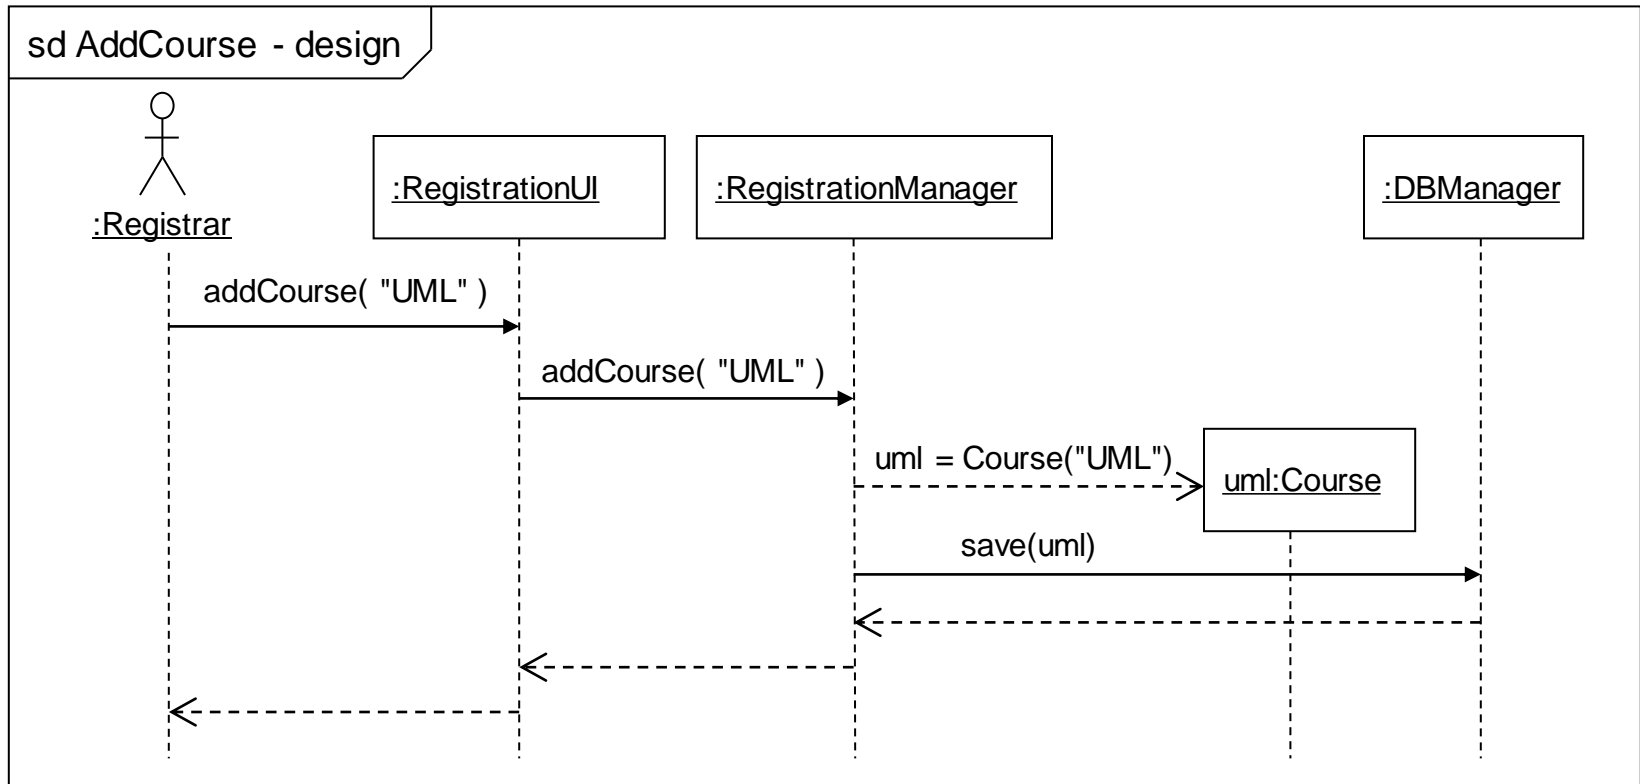 sd AddCourse - design
:RegistrationUI
:RegistrationManager
:DBManager
:Registrar
addCourse( "UML" )
addCourse( "UML" )
uml = Course("UML")
uml:Course
save(uml)